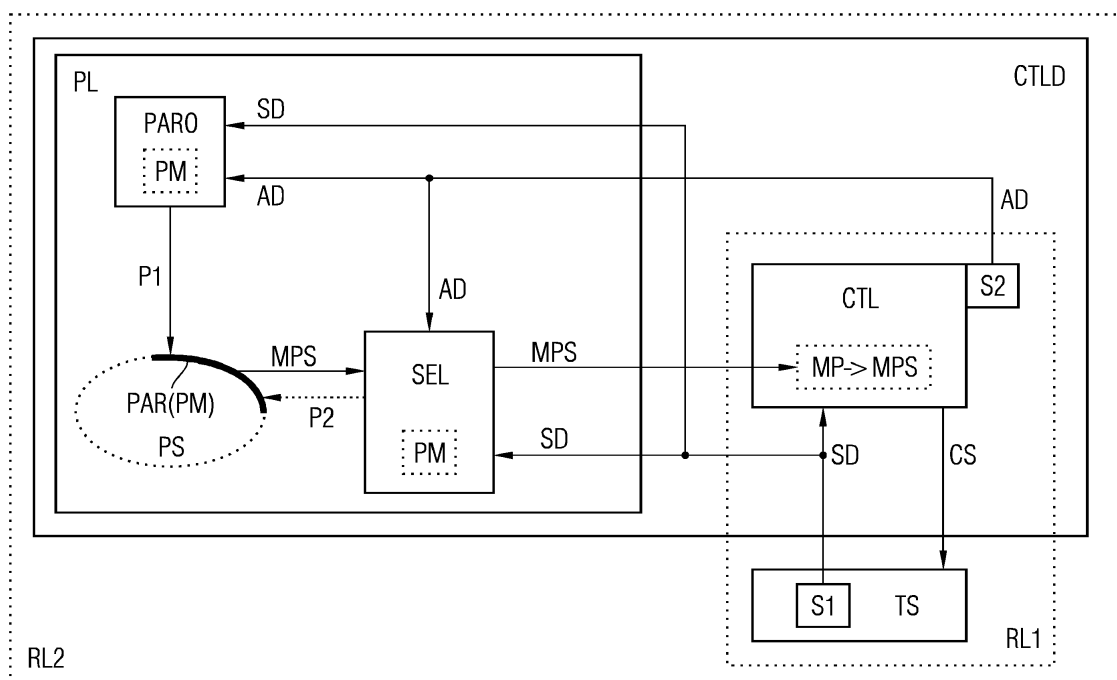 PL
CTLD
PARO
SD
PM
AD
AD
P1
AD
S2
CTL
MPS
SEL
MPS
MP-> MPS
PAR(PM)
P2
PS
PM
SD
SD
CS
S1
TS
RL1
RL2